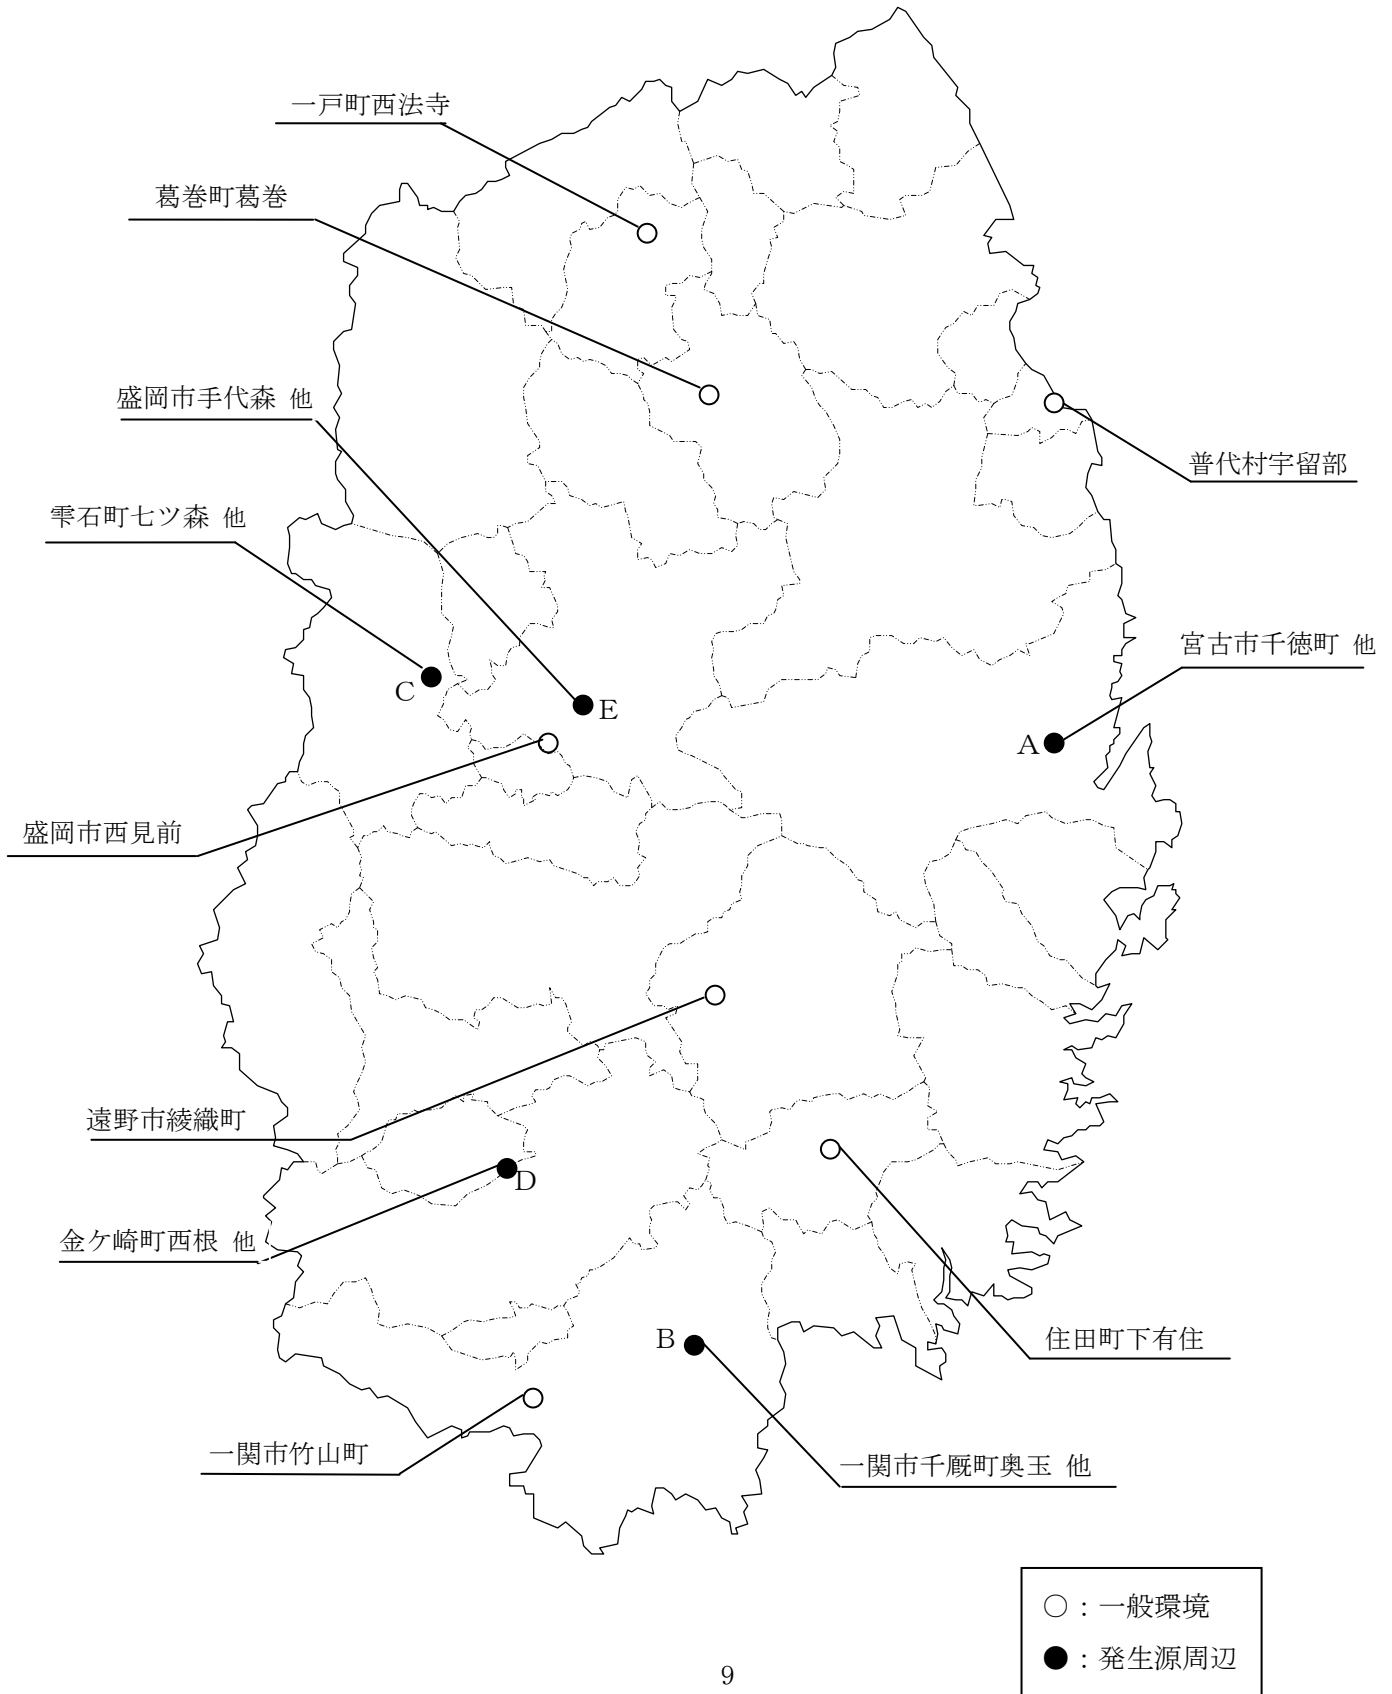 一戸町西法寺
葛巻町葛巻
盛岡市手代森 他
普代村宇留部
雫石町七ツ森 他
宮古市千徳町 他
C
E
A
盛岡市西見前
遠野市綾織町
D
金ケ崎町西根 他
B
住田町下有住
一関市竹山町
一関市千厩町奥玉 他
○：一般環境
●：発生源周辺
9